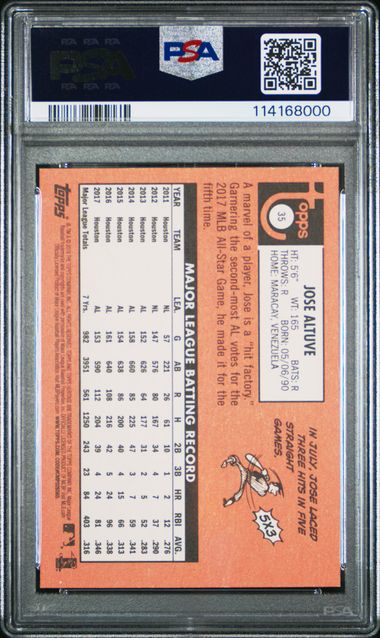 PSA
PSA
114168000
Topps
35
JOSE ALTUVE
HT: 5'6" WT: 165 BATS: R
THROWS: R BORN: 05/06/90
HOME: MARACAY, VENEZUELA
A marvel of a player, Jose is a "hit factory."
Garnering the second-most AL votes for the
2017 MLB All-Star Game, he made it for the
fifth time.
IN JULY, JOSE LACED
THREE HITS IN FIVE
STRAIGHT
GAMES.
5X3
MAJOR LEAGUE BATTING RECORD
YEAR TEAM LEA. G AB R H 2B 3B HR RBI AVG.
2011 Houston NL 57 221 26 61 10 1 2 12 .276
2012 Houston NL 147 576 80 167 34 4 7 37 .290
2013 Houston AL 152 626 64 177 31 2 5 52 .283
2014 Houston AL 158 660 85 225 47 3 7 59 .341
2015 Houston AL 154 638 86 200 40 4 15 66 .313
2016 Houston AL 161 640 108 216 42 5 24 96 .338
2017 Houston AL 153 590 112 204 39 4 24 81 .346
Major League Totals 7 Yrs. 982 3951 561 1250 243 23 84 403 .316
Topps